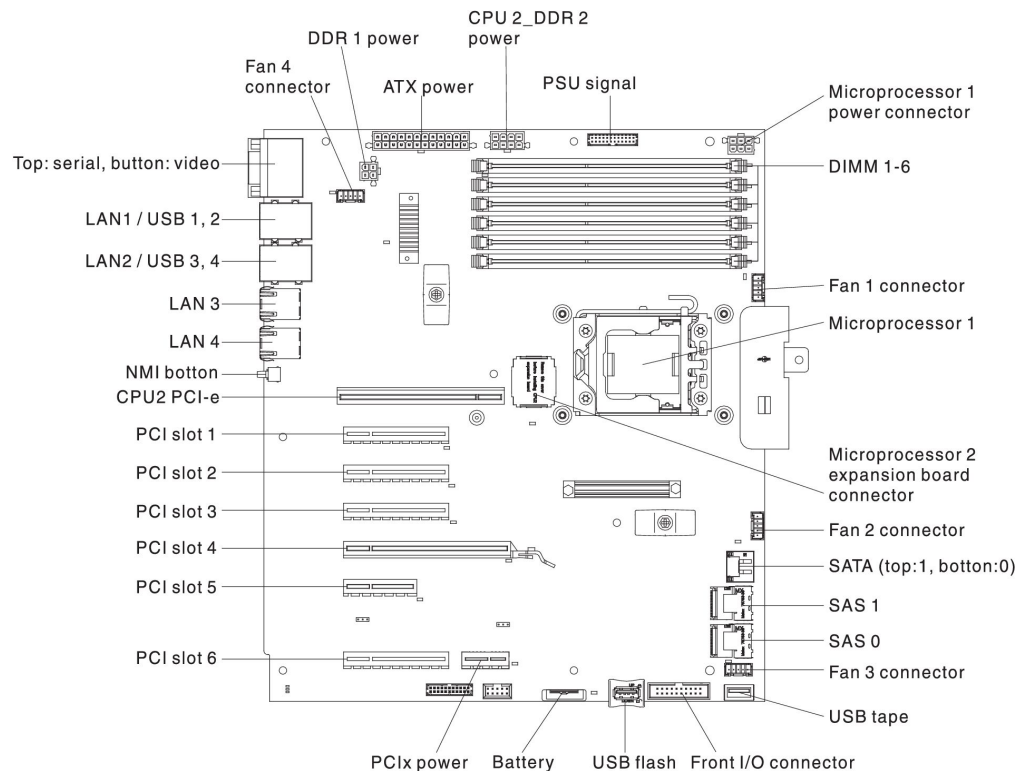 CPU 2_DDR 2
power
DDR 1 power
Fan 4
connector
ATX power
PSU signal
Microprocessor 1
power connector
Top: serial, button: video
DIMM 1-6
LAN1 / USB 1, 2
LAN2 / USB 3, 4
Fan 1 connector
LAN 3
Microprocessor 1
LAN 4
NMI botton
CPU2 PCI-e
PCI slot 1
PCI slot 2
Microprocessor 2
expansion board
connector
PCI slot 3
Fan 2 connector
PCI slot 4
SATA (top:1, botton:0)
PCI slot 5
SAS 1
SAS 0
PCI slot 6
Fan 3 connector
USB tape
PCIx power
Battery
USB flash
Front I/O connector